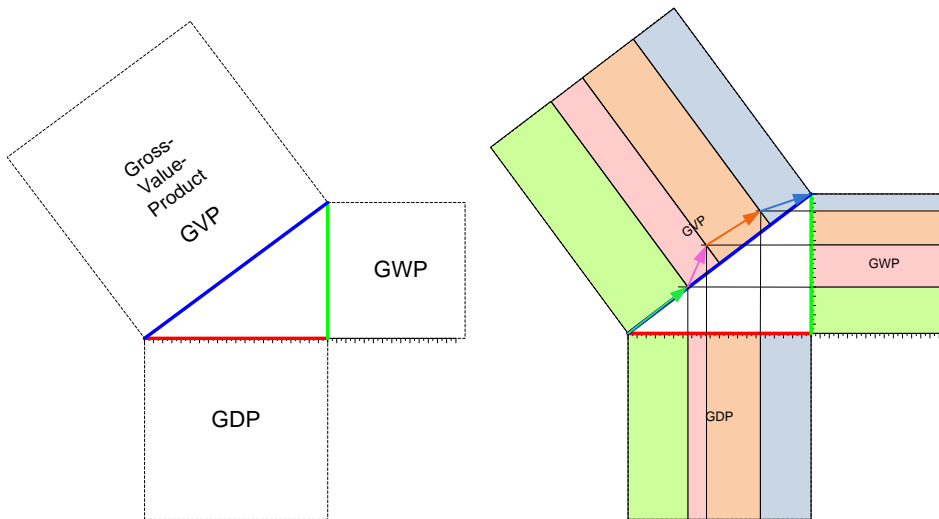 Gross-
Value-
Product
GVP
GWP
GDP
GVP
GWP
GDP